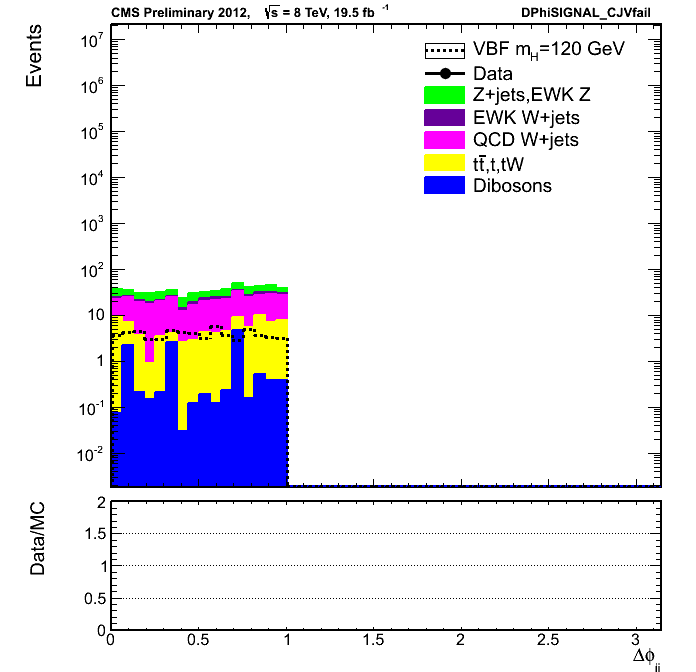 CMS Preliminary 2012, √s = 8 TeV, 19.5 fb⁻¹ DPhiSIGNAL_CJVfail
Events
10⁷
10⁶
10⁵
10⁴
10³
10²
10
1
10⁻¹
10⁻²
VBF m_H=120 GeV
Data
Z+jets,EWK Z
EWK W+jets
QCD W+jets
tt̄,t,tW
Dibosons
Data/MC
2
1.5
1
0.5
0
0 0.5 1 1.5 2 2.5 3
Δϕ_jj